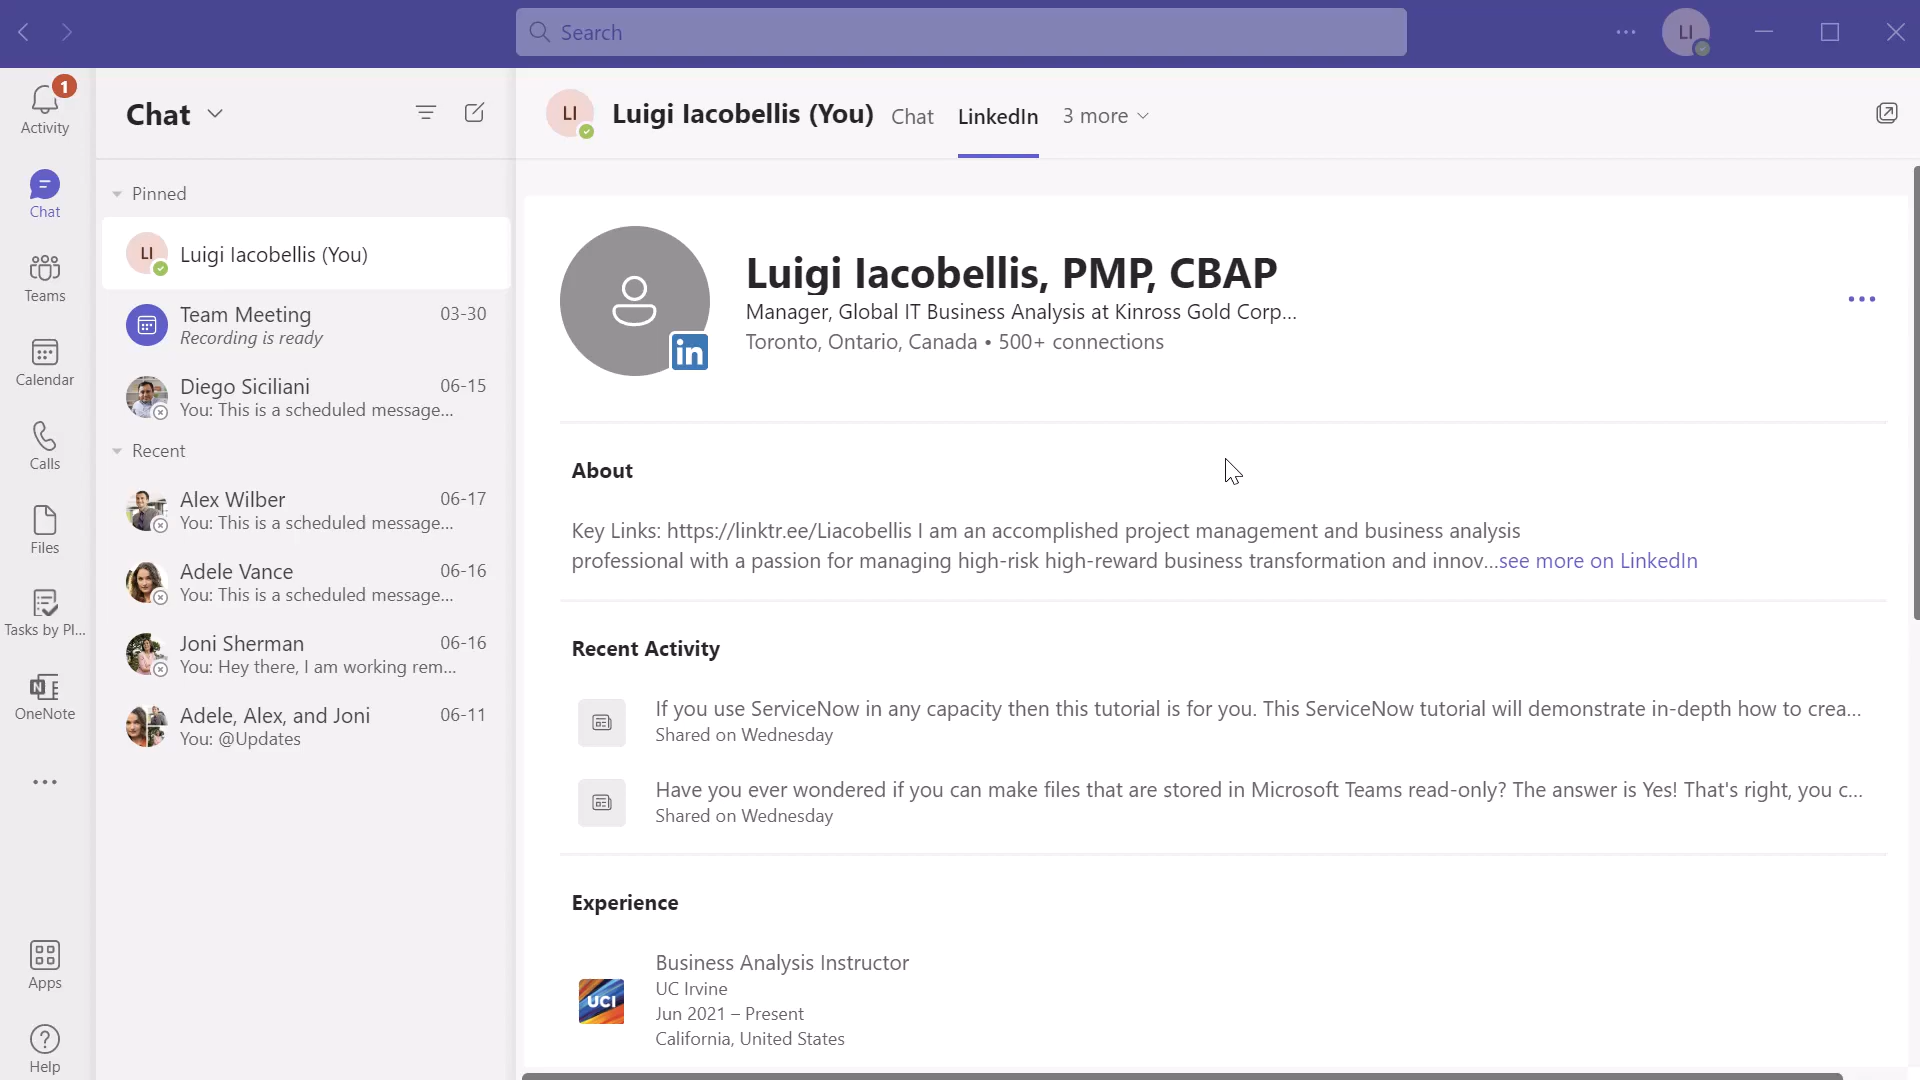 Search
LI
1
Activity
Chat
Teams
Calendar
Calls
Files
Tasks by Pl...
OneNote
Apps
Help
Chat
Pinned
LI
Luigi Iacobellis (You)
Team Meeting
03-30
Recording is ready
Diego Siciliani
06-15
You: This is a scheduled message...
Recent
Alex Wilber
06-17
You: This is a scheduled message...
Adele Vance
06-16
You: This is a scheduled message...
Joni Sherman
06-16
You: Hey there, I am working rem...
Adele, Alex, and Joni
06-11
You: @Updates
LI
Luigi Iacobellis (You)
Chat
LinkedIn
3 more
in
Luigi Iacobellis, PMP, CBAP
Manager, Global IT Business Analysis at Kinross Gold Corp...
Toronto, Ontario, Canada • 500+ connections
About
Key Links: https://linktr.ee/Liacobellis I am an accomplished project management and business analysis
professional with a passion for managing high-risk high-reward business transformation and innov...see more on LinkedIn
Recent Activity
If you use ServiceNow in any capacity then this tutorial is for you. This ServiceNow tutorial will demonstrate in-depth how to crea...
Shared on Wednesday
Have you ever wondered if you can make files that are stored in Microsoft Teams read-only? The answer is Yes! That's right, you c...
Shared on Wednesday
Experience
UCI
Business Analysis Instructor
UC Irvine
Jun 2021 – Present
California, United States